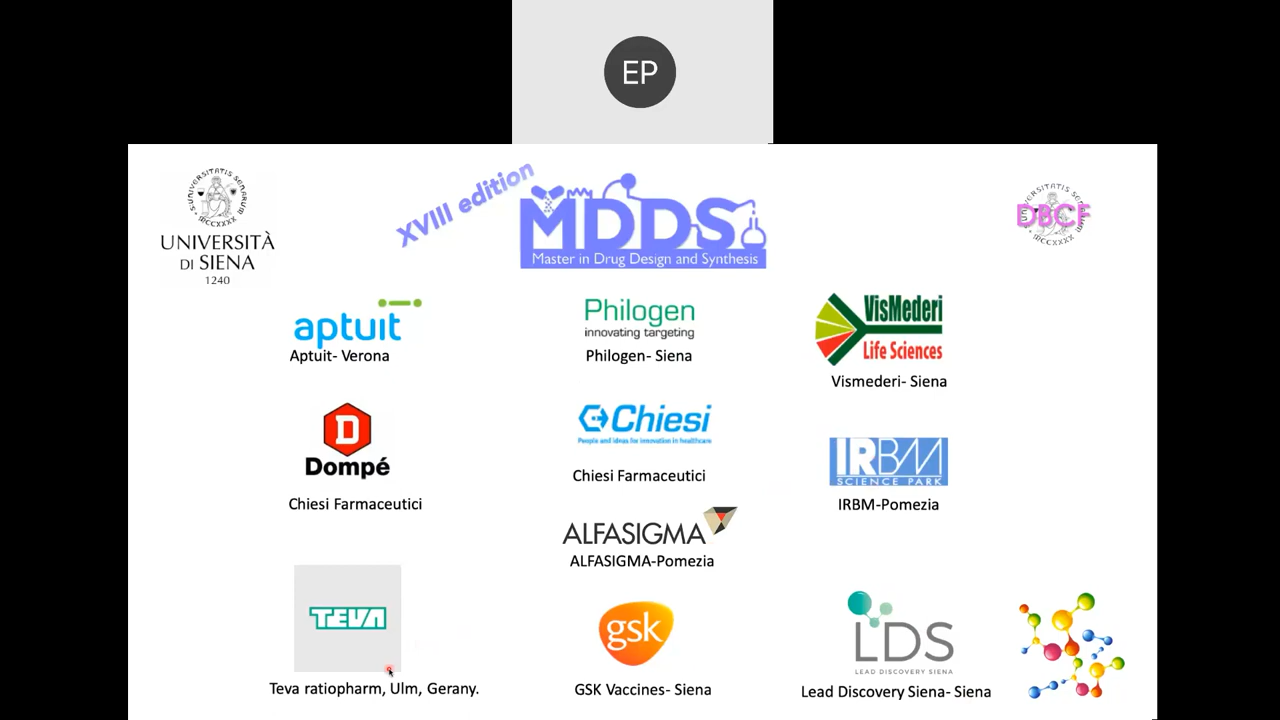 EP
XVIII edition
MDDS
Master in Drug Design and Synthesis
UNIVERSITÀ
DI SIENA
1240
DBCF
aptuit
Aptuit- Verona
Philogen
innovating targeting
Philogen- Siena
VisMederi
Life Sciences
Vismederi- Siena
Dompé
Chiesi Farmaceutici
Chiesi
People and ideas for innovation in healthcare
Chiesi Farmaceutici
IRBM
SCIENCE PARK
IRBM-Pomezia
ALFASIGMA
ALFASIGMA-Pomezia
TEVA
Teva ratiopharm, Ulm, Gerany.
gsk
GSK Vaccines- Siena
LDS
LEAD DISCOVERY SIENA
Lead Discovery Siena- Siena